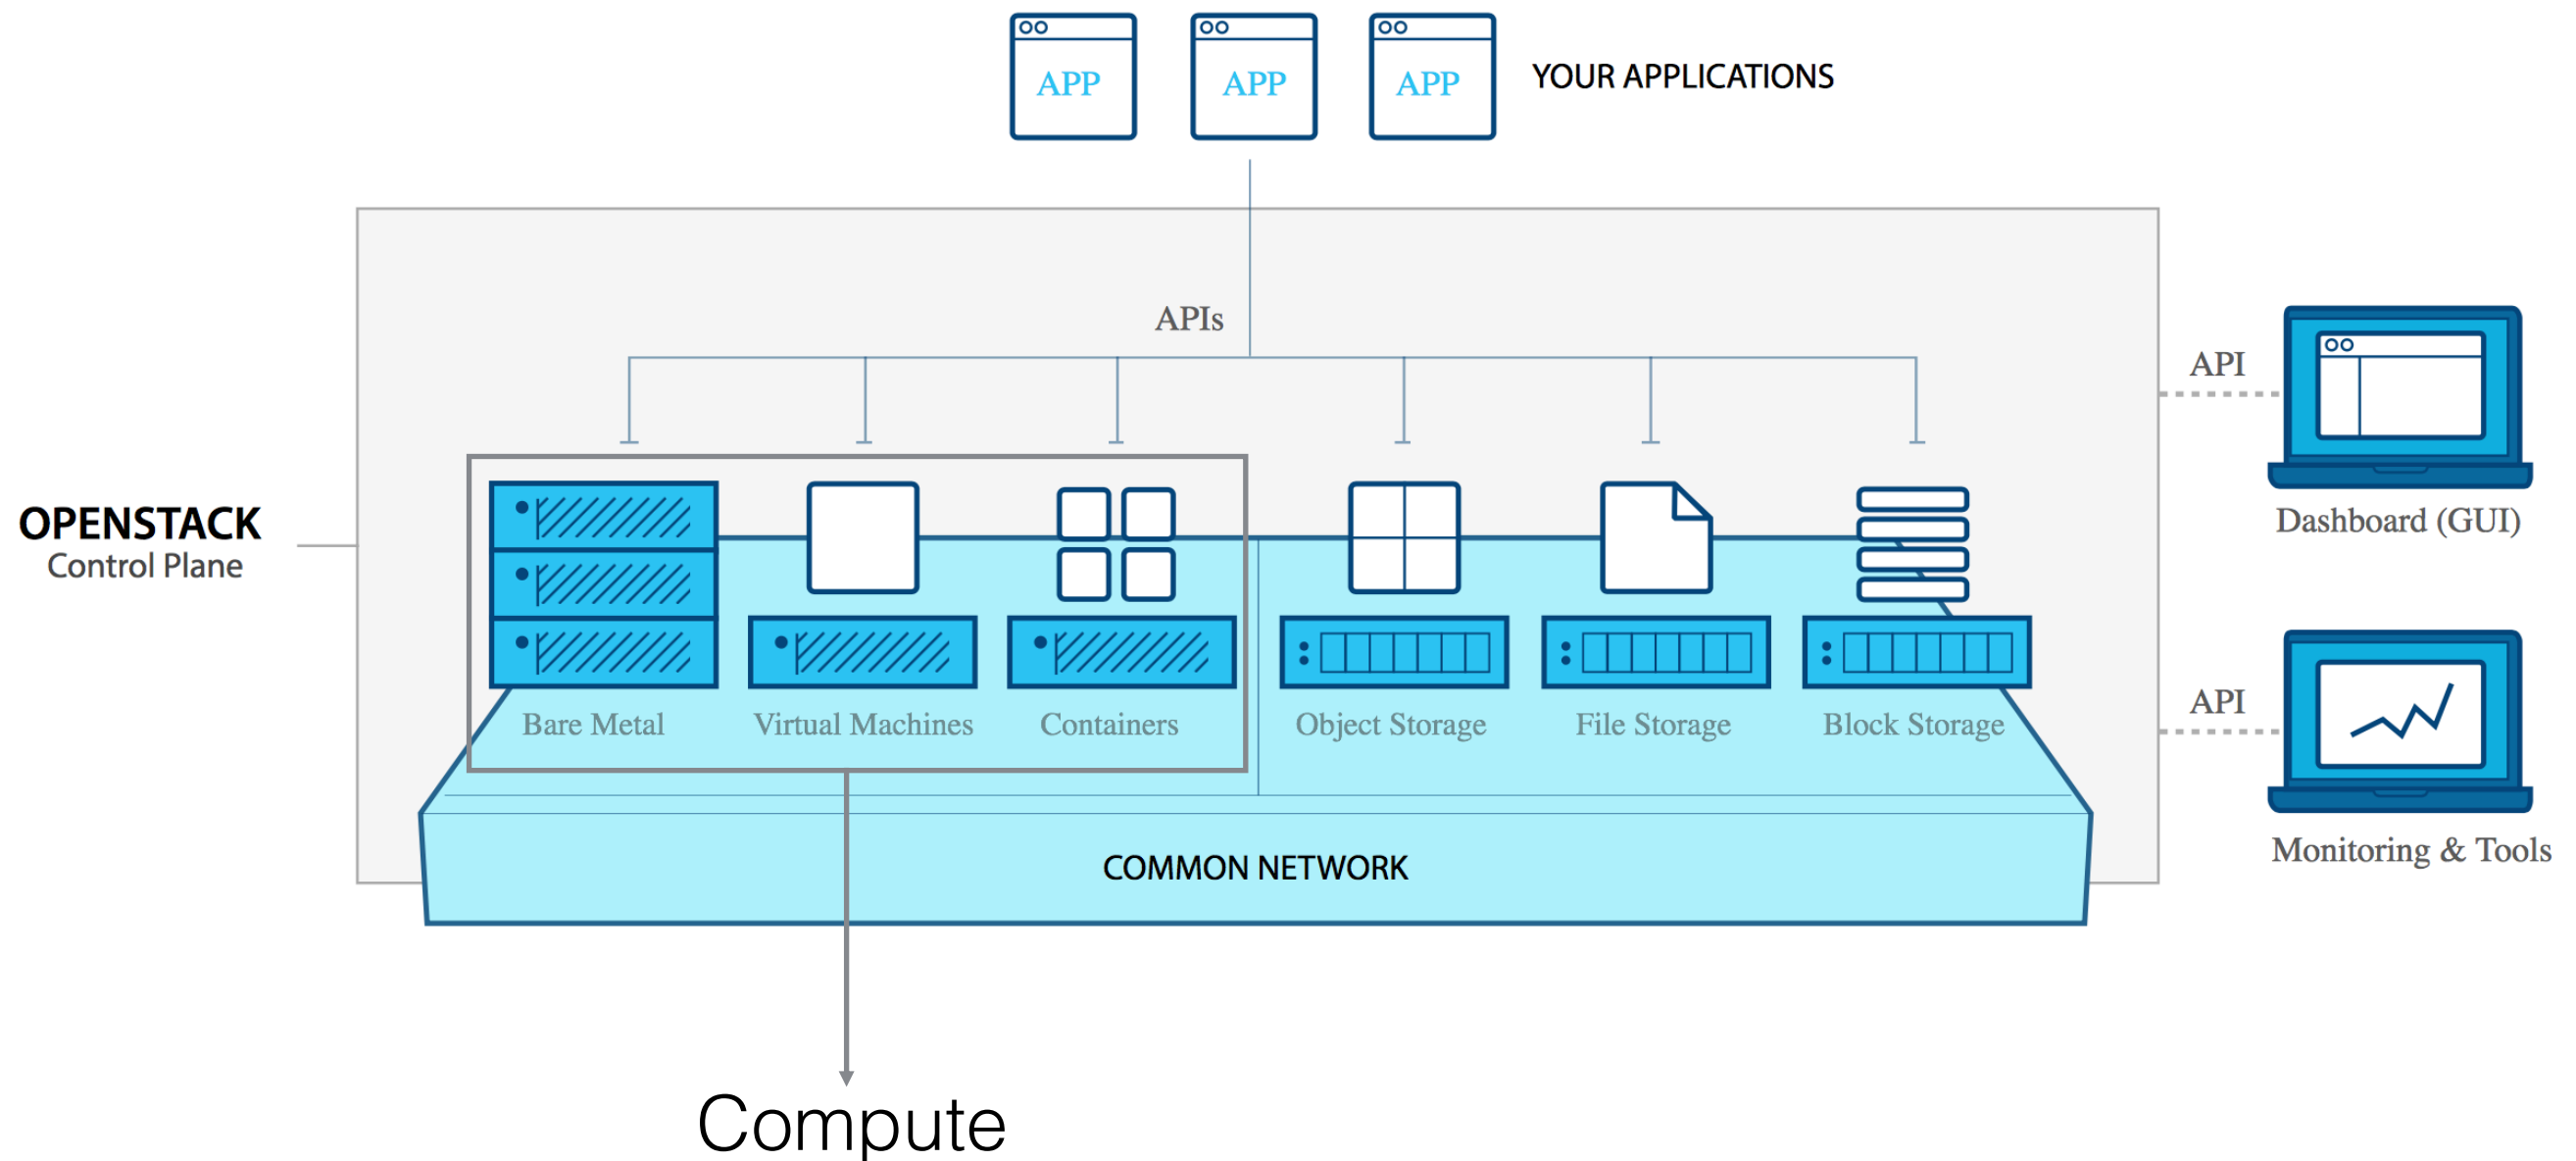 APP
APP
APP
YOUR APPLICATIONS
APIs
API
Dashboard (GUI)
OPENSTACK
Control Plane
API
Bare Metal
Virtual Machines
Containers
Object Storage
File Storage
Block Storage
Monitoring & Tools
COMMON NETWORK
Compute